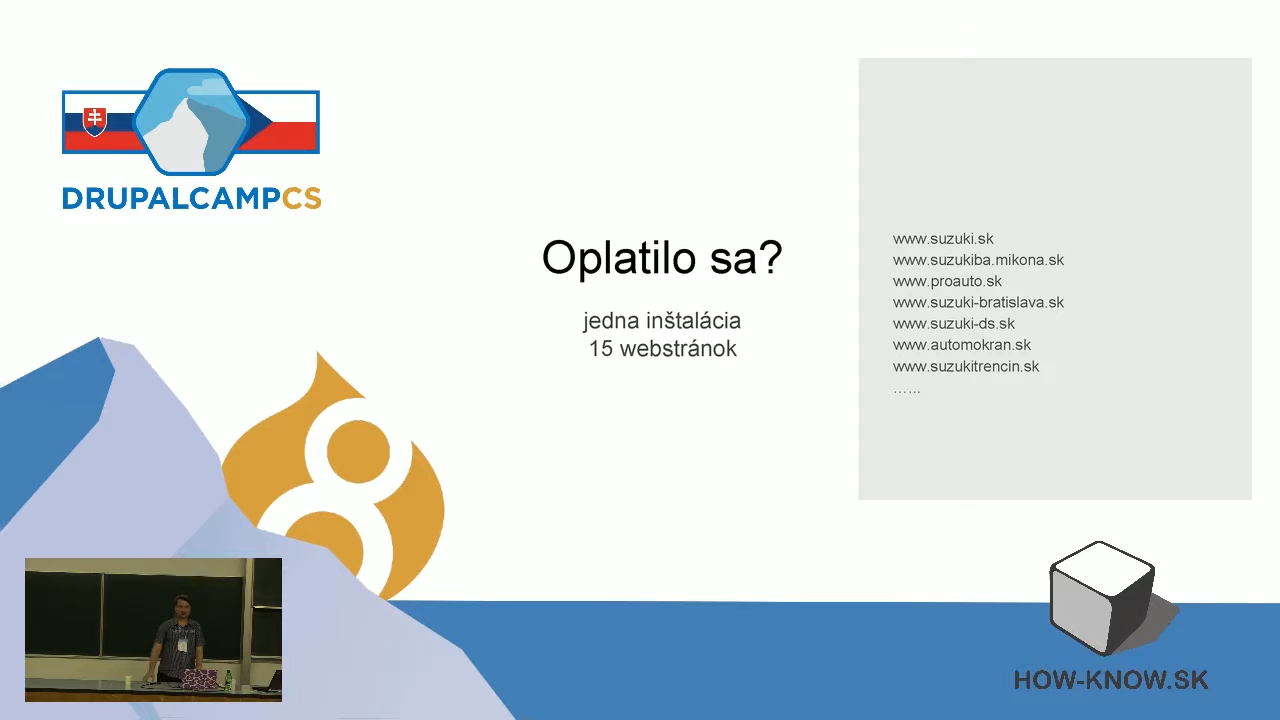 DRUPALCAMPCS
Oplatilo sa?
jedna inštalácia
15 webstránok
www.suzuki.sk
www.suzukiba.mikona.sk
www.proauto.sk
www.suzuki-bratislava.sk
www.suzuki-ds.sk
www.automokran.sk
www.suzukitrencin.sk
......
8
HOW-KNOW.SK